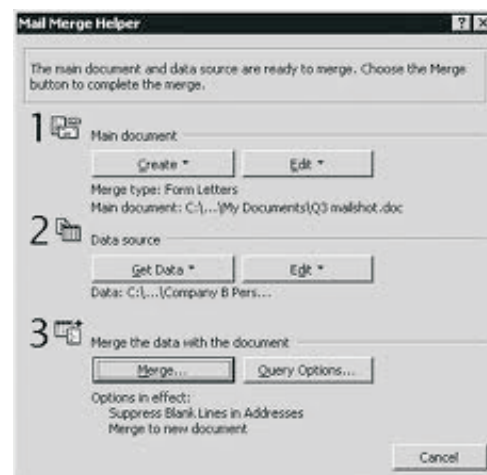 Mail Merge Helper
The main document and data source are ready to merge. Choose the Merge
button to complete the merge.
1 Main document
Create Edit
Merge type: Form Letters
Main document: C:\...\My Documents\Q3 mailshot.doc
2 Data source
Get Data Edit
Data: C:\...\Company B Pers...
3 Merge the data with the document
Merge... Query Options...
Options in effect:
Suppress Blank Lines in Addresses
Merge to new document
Cancel